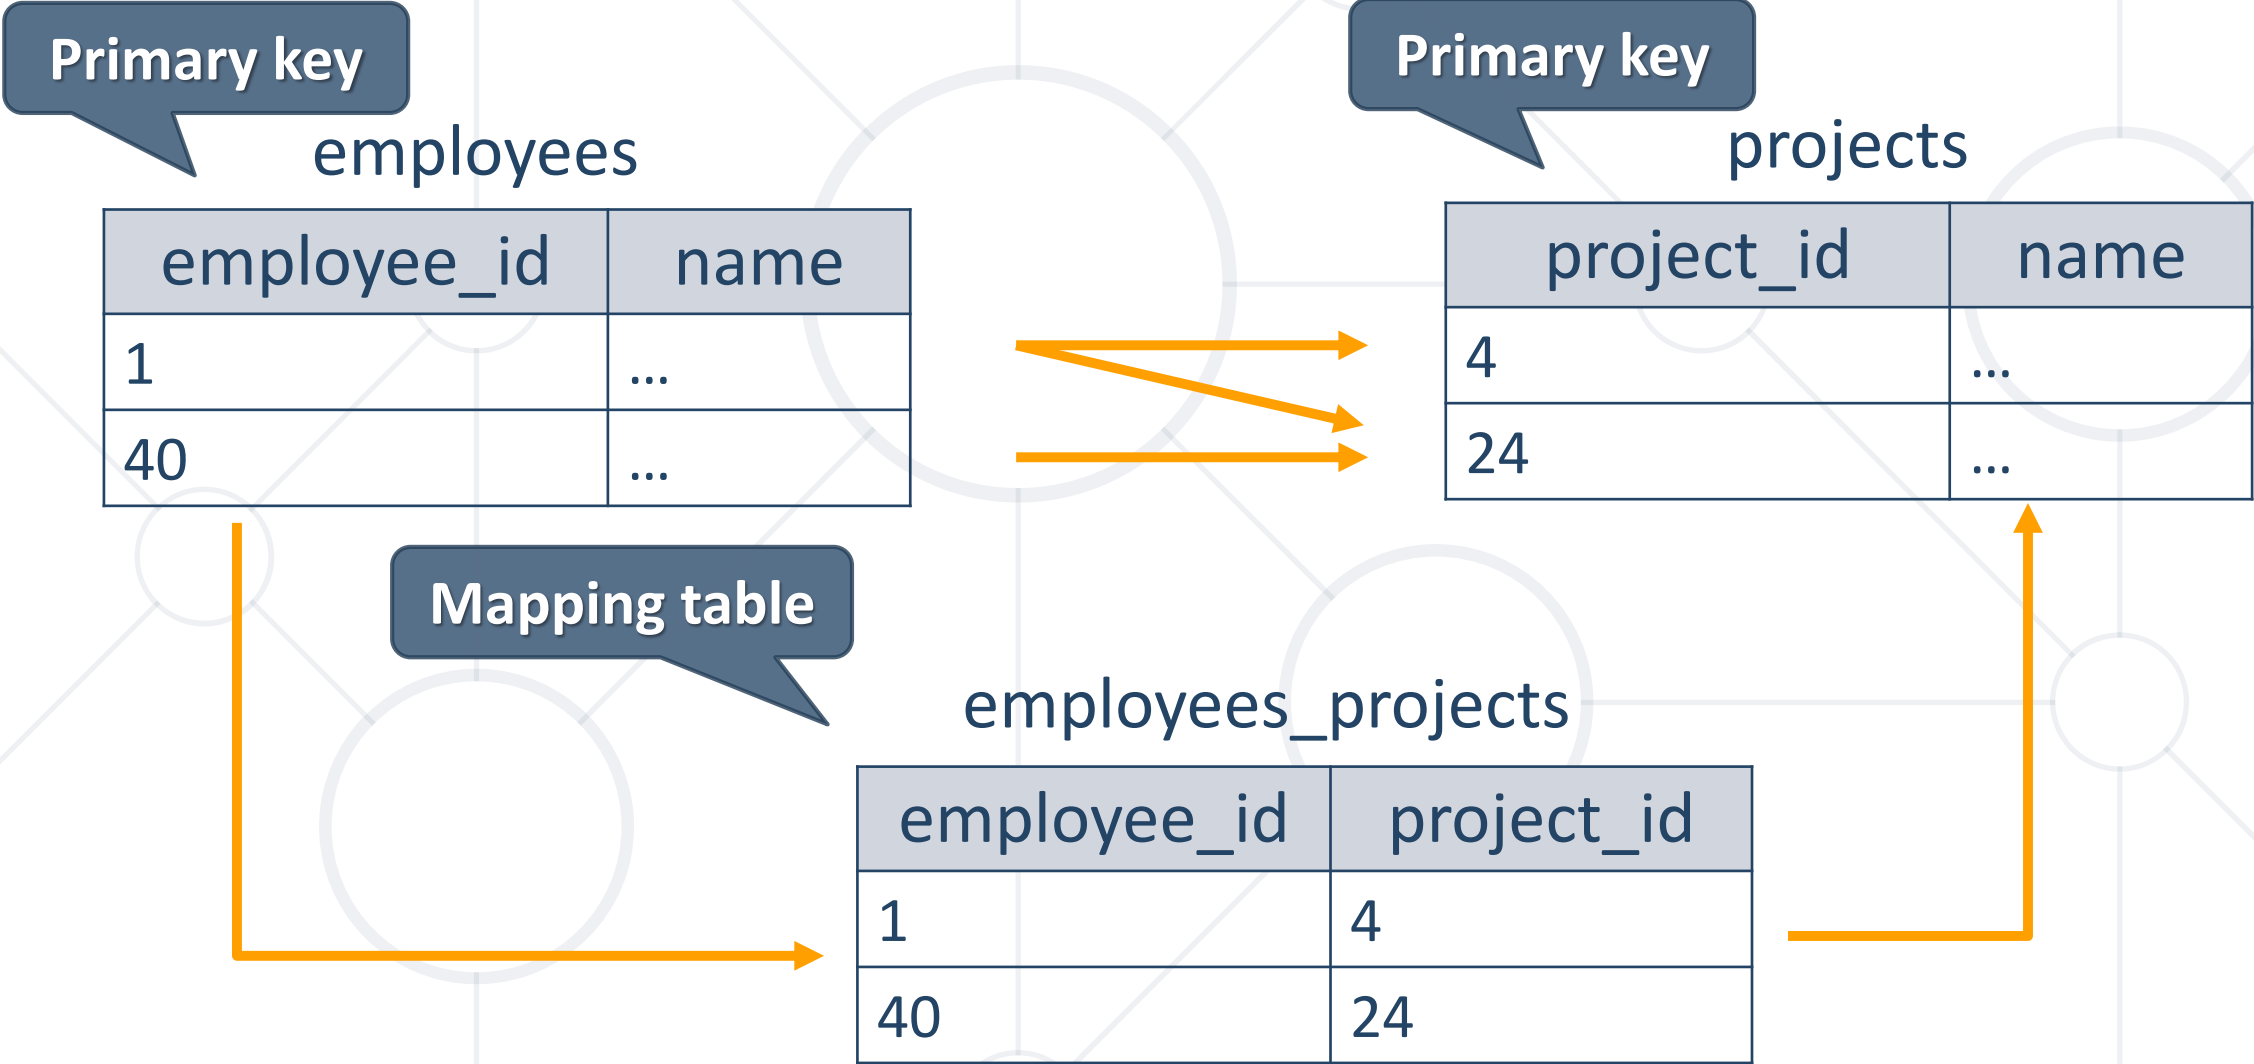 Primary key
Primary key
employees
projects
employee_id name
1 ...
40 ...
project_id name
4 ...
24 ...
Mapping table
employees_projects
employee_id project_id
1 4
40 24